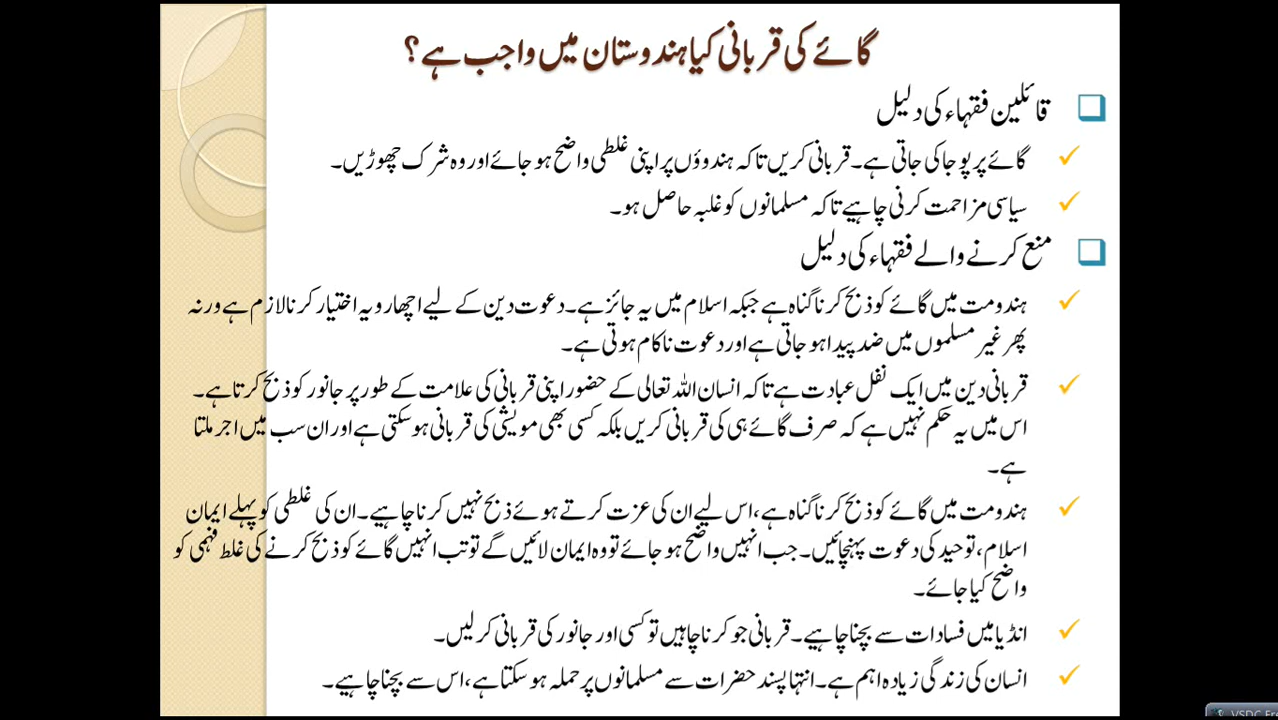 گائے کی قربانی کیا ہندوستان میں واجب ہے؟
قائلین فقہاء کی دلیل
گائے پر پوجا کی جاتی ہے۔ قربانی کریں تاکہ ہندوؤں پر اپنی غلطی واضح ہو جائے اور وہ شرک چھوڑیں۔
سیاسی مزاحمت کرنی چاہیے تاکہ مسلمانوں کو غلبہ حاصل ہو۔
منع کرنے والے فقہاء کی دلیل
ہندومت میں گائے کو ذبح کرنا گناہ ہے جبکہ اسلام میں یہ جائز ہے۔ دعوت دین کے لیے اچھا رویہ اختیار کرنا لازم ہے ورنہ
پھر غیر مسلموں میں ضد پیدا ہو جاتی ہے اور دعوت ناکام ہوتی ہے۔
قربانی دین میں ایک نفل عبادت ہے تاکہ انسان اللہ تعالی کے حضور اپنی قربانی کی علامت کے طور پر جانور کو ذبح کرتا ہے۔
اس میں یہ حکم نہیں ہے کہ صرف گائے ہی کی قربانی کریں بلکہ کسی بھی مویشی کی قربانی ہو سکتی ہے اور ان سب میں اجر ملتا
ہے۔
ہندومت میں گائے کو ذبح کرنا گناہ ہے، اس لیے ان کی عزت کرتے ہوئے ذبح نہیں کرنا چاہیے۔ ان کی غلطی کو پہلے ایمان
اسلام، توحید کی دعوت پہنچائیں۔ جب انہیں واضح ہو جائے تو وہ ایمان لائیں گے تو تب انہیں گائے کو ذبح کرنے کی غلط فہمی کو
واضح کیا جائے۔
انڈیا میں فسادات سے بچنا چاہیے۔ قربانی جو کرنا چاہیں تو کسی اور جانور کی قربانی کر لیں۔
انسان کی زندگی زیادہ اہم ہے۔ انتہا پسند حضرات سے مسلمانوں پر حملہ ہو سکتا ہے، اس سے بچنا چاہیے۔
VSDC Fre